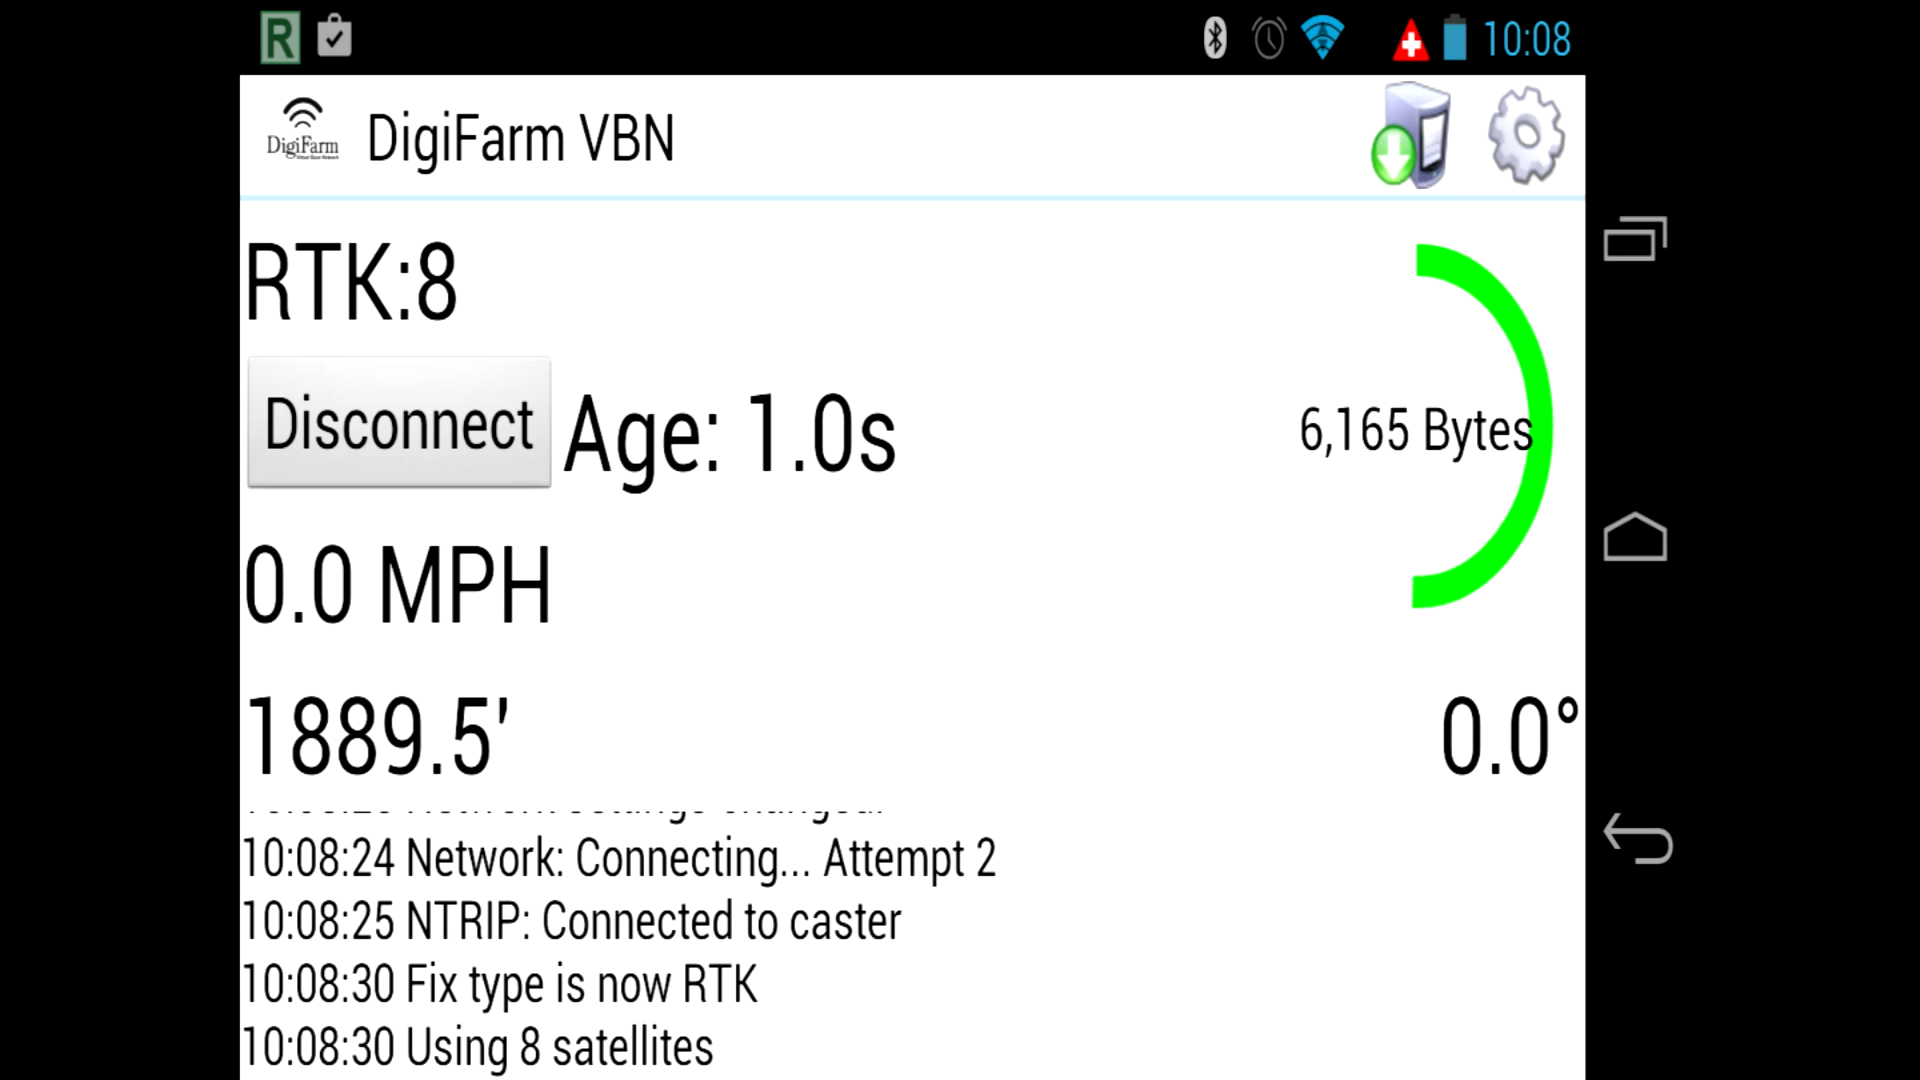 R
10:08
DigiFarm
DigiFarm VBN
RTK:8
Disconnect
Age: 1.0s
6,165 Bytes
0.0 MPH
1889.5'
0.0°
10:08:24 Network: Connecting... Attempt 2
10:08:25 NTRIP: Connected to caster
10:08:30 Fix type is now RTK
10:08:30 Using 8 satellites